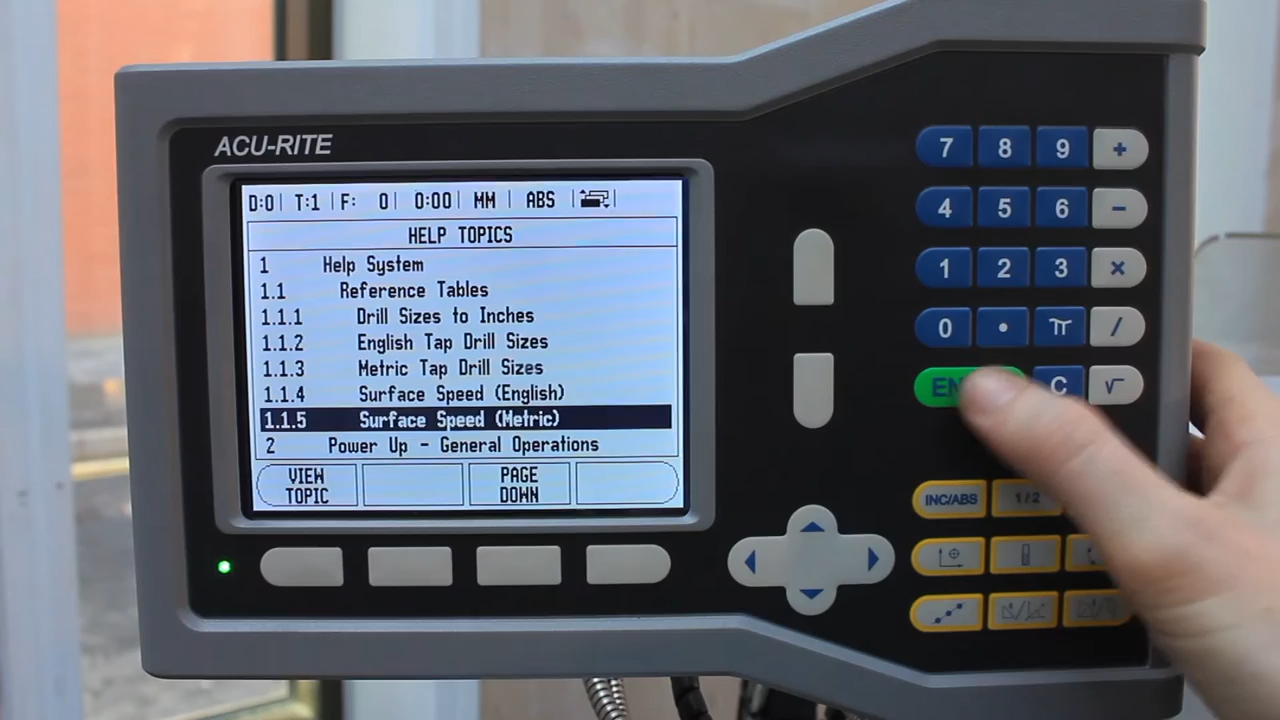 ACU-RITE
D:0 T:1 F: 0 0:00 MM ABS
HELP TOPICS
1 Help System
1.1 Reference Tables
1.1.1 Drill Sizes to Inches
1.1.2 English Tap Drill Sizes
1.1.3 Metric Tap Drill Sizes
1.1.4 Surface Speed (English)
1.1.5 Surface Speed (Metric)
2 Power Up - General Operations
VIEW TOPIC
PAGE DOWN
7 8 9 +
4 5 6 -
1 2 3 ×
0 . π /
C √
INC/ABS 1/2